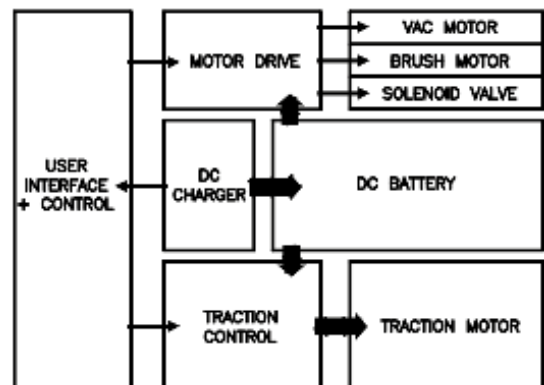 VAC MOTOR
MOTOR DRIVE
BRUSH MOTOR
SOLENOID VALVE
USER
INTERFACE
+ CONTROL
DC
CHARGER
DC BATTERY
TRACTION
CONTROL
TRACTION MOTOR